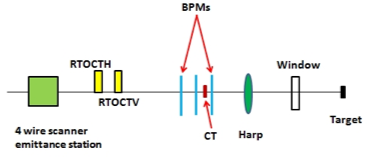 BPMs
RTOCTH
RTOCTV
Window
Target
CT
Harp
4 wire scanner
emittance station